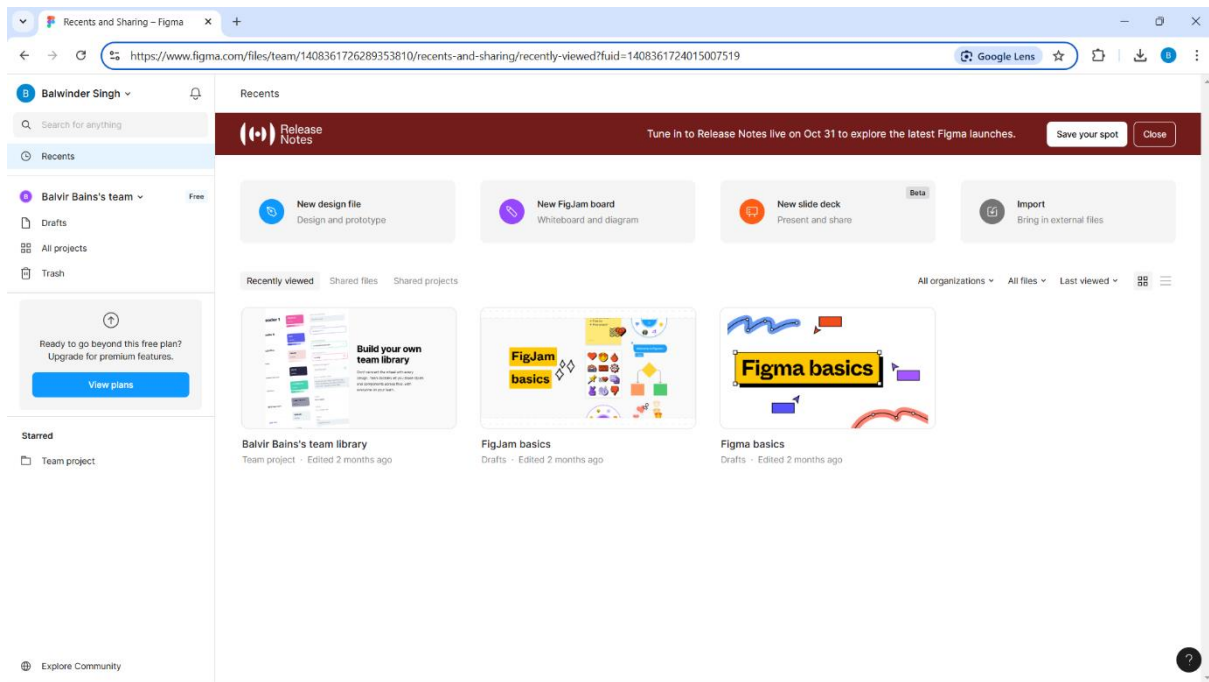 Recents and Sharing – Figma
https://www.figma.com/files/team/1408361726289353810/recents-and-sharing/recently-viewed?fuid=1408361724015007519
Google Lens
B
B Balwinder Singh
Recents
Search for anything
Release
Notes
Tune in to Release Notes live on Oct 31 to explore the latest Figma launches.
Save your spot
Close
Recents
B Balvir Bains's team
Free
Drafts
All projects
Trash
New design file
Design and prototype
New FigJam board
Whiteboard and diagram
Beta
New slide deck
Present and share
Import
Bring in external files
Recently viewed Shared files Shared projects
All organizations All files Last viewed
Ready to go beyond this free plan?
Upgrade for premium features.
View plans
Build your own
team library
FigJam
basics
Figma basics
Starred
Team project
Balvir Bains's team library
Team project · Edited 2 months ago
FigJam basics
Drafts · Edited 2 months ago
Figma basics
Drafts · Edited 2 months ago
Explore Community
?